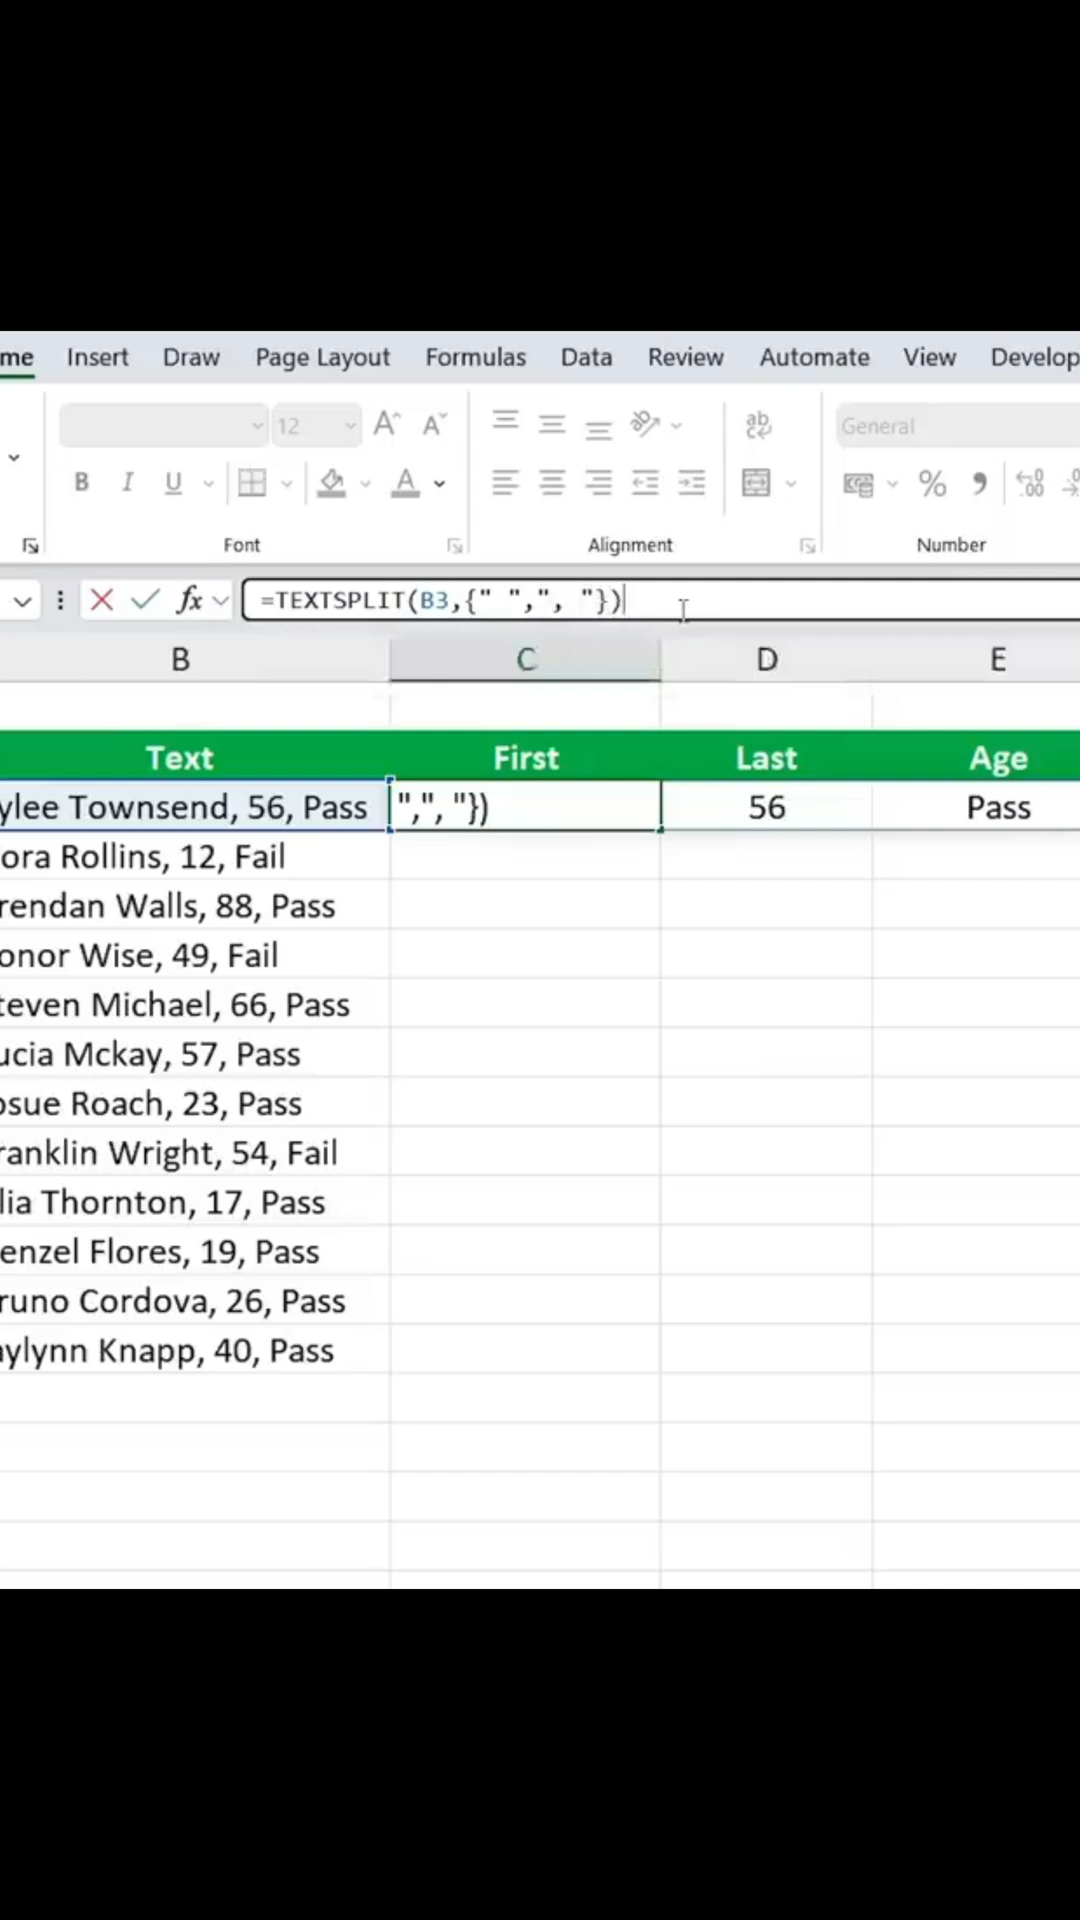 me Insert Draw Page Layout Formulas Data Review Automate View Develop
12 A A General
B I U A ab c % 9 .00
Font Alignment Number
fx =TEXTSPLIT(B3,{" ",", "})
B C D E
Text First Last Age
ylee Townsend, 56, Pass ",", "}) 56 Pass
ora Rollins, 12, Fail
rendan Walls, 88, Pass
onor Wise, 49, Fail
teven Michael, 66, Pass
ucia Mckay, 57, Pass
osue Roach, 23, Pass
ranklin Wright, 54, Fail
lia Thornton, 17, Pass
enzel Flores, 19, Pass
runo Cordova, 26, Pass
aylynn Knapp, 40, Pass